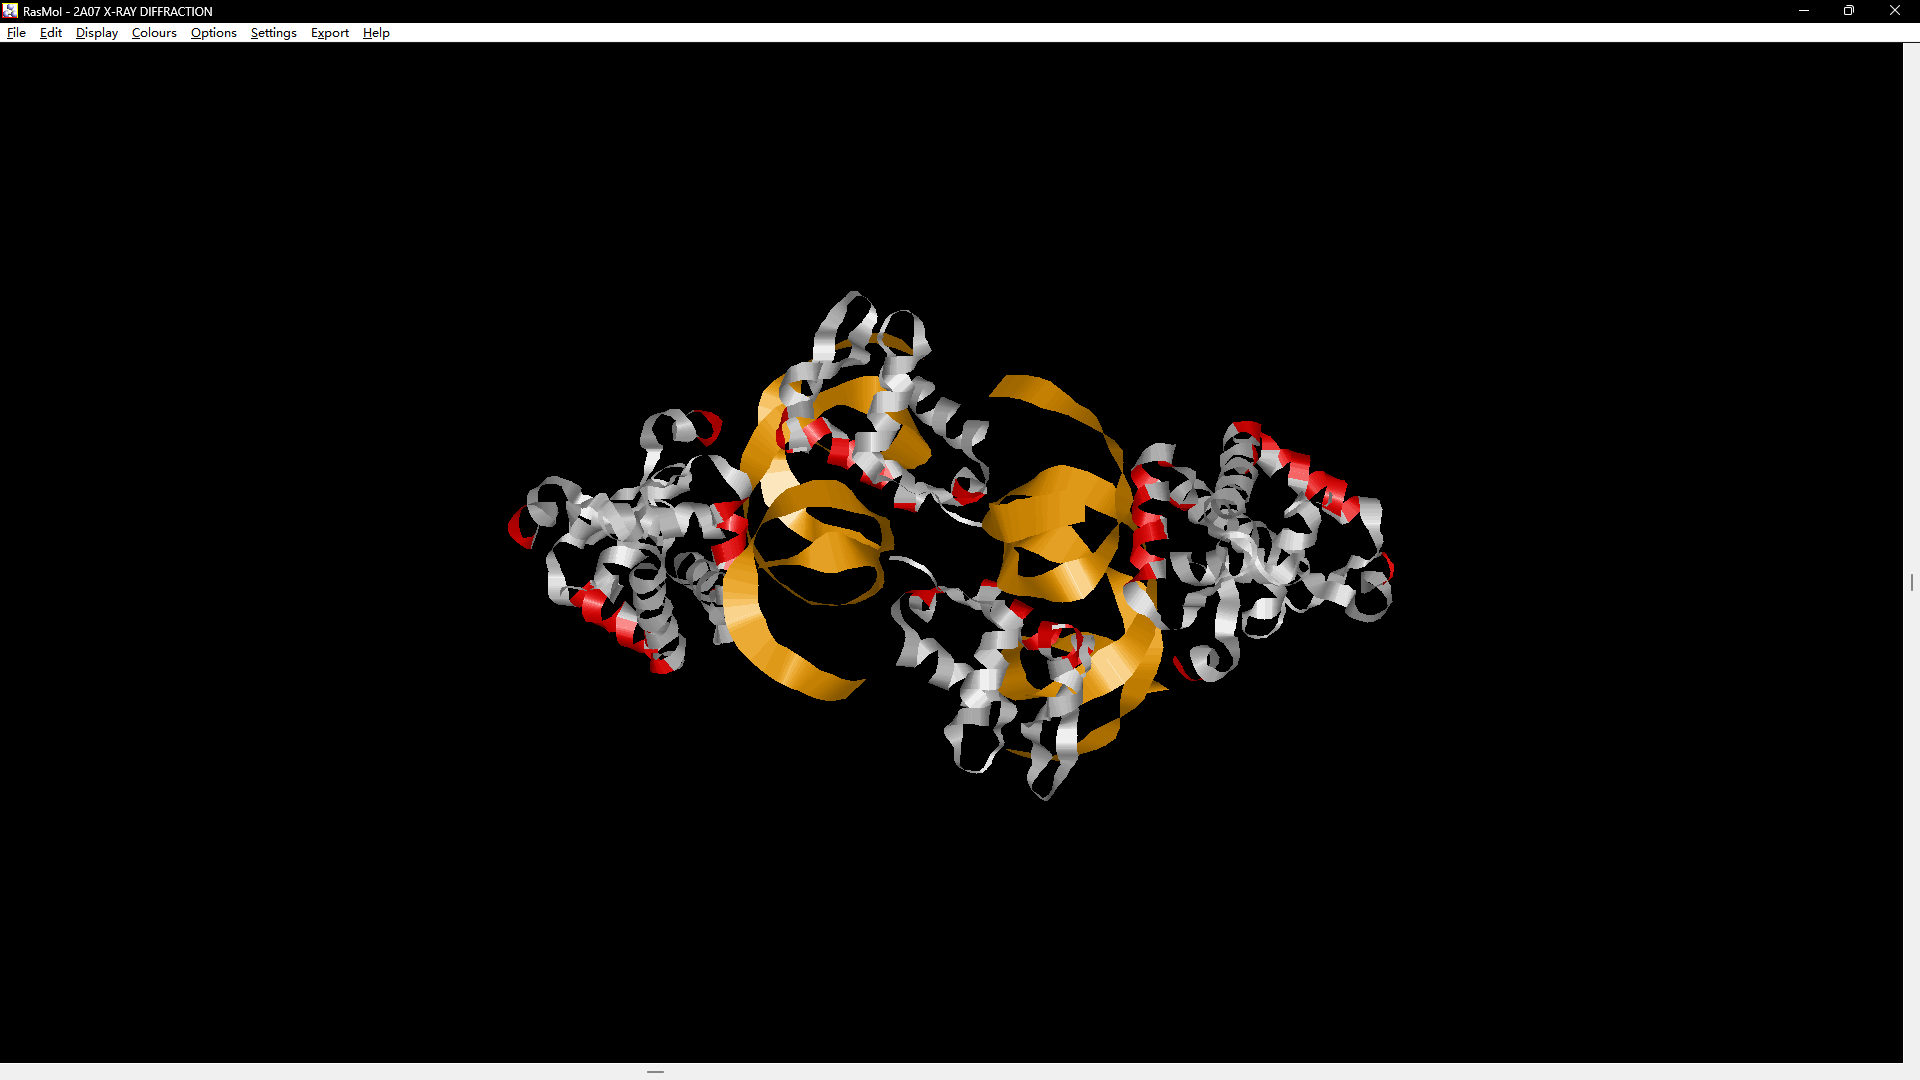 RasMol - 2A07 X-RAY DIFFRACTION
File Edit Display Colours Options Settings Export Help